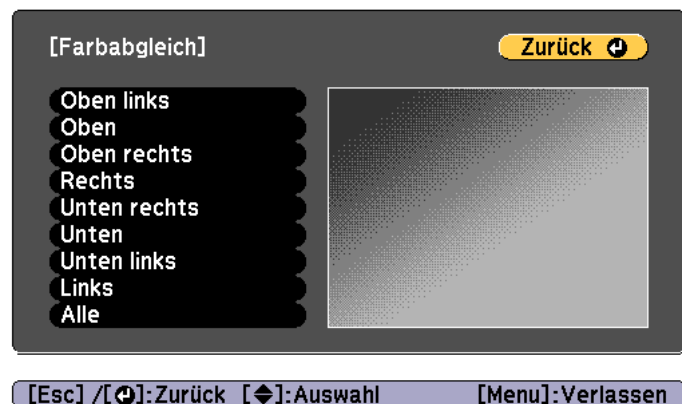 [Farbabgleich]
Zurück
Oben links
Oben
Oben rechts
Rechts
Unten rechts
Unten
Unten links
Links
Alle
[Esc] /[⏎]:Zurück [◆]:Auswahl [Menu]:Verlassen